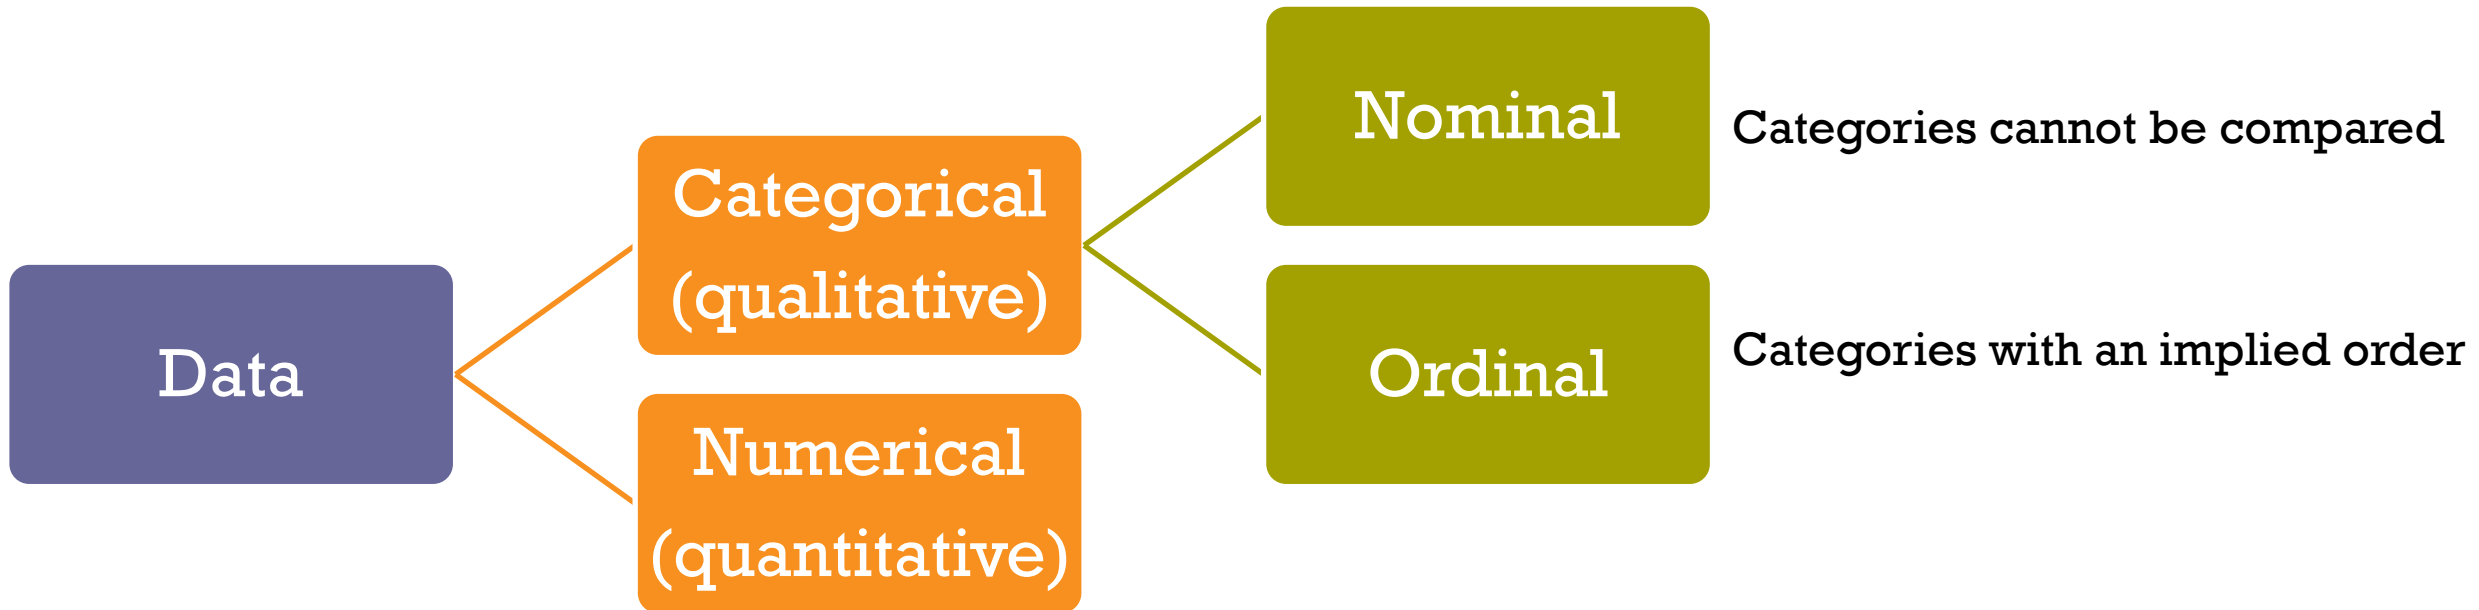 Data
Categorical
(qualitative)
Numerical
(quantitative)
Nominal
Categories cannot be compared
Ordinal
Categories with an implied order